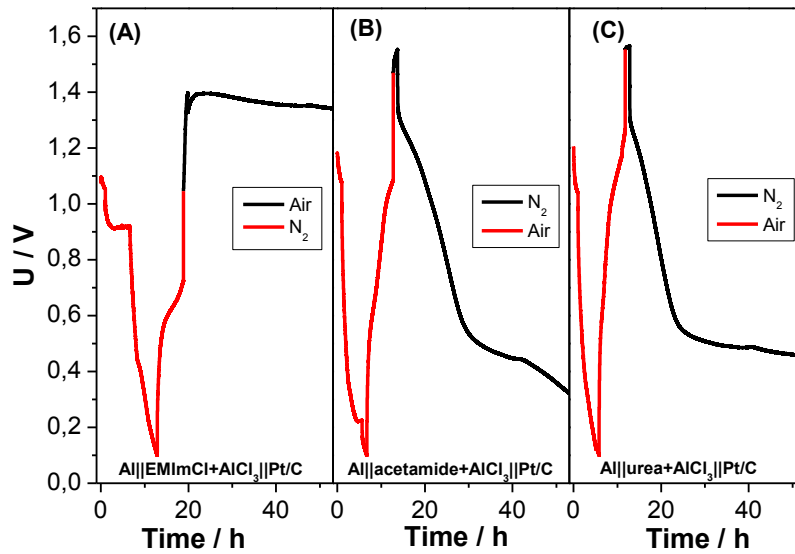 U / V
1,6
1,4
1,2
1,0
0,8
0,6
0,4
0,2
0,0
(A)
Air
N2
Al||EMImCl+AlCl3||Pt/C
0 20 40
Time / h
(B)
N2
Air
Al||acetamide+AlCl3||Pt/C
0 20 40
Time / h
(C)
N2
Air
Al||urea+AlCl3||Pt/C
0 20 40
Time / h